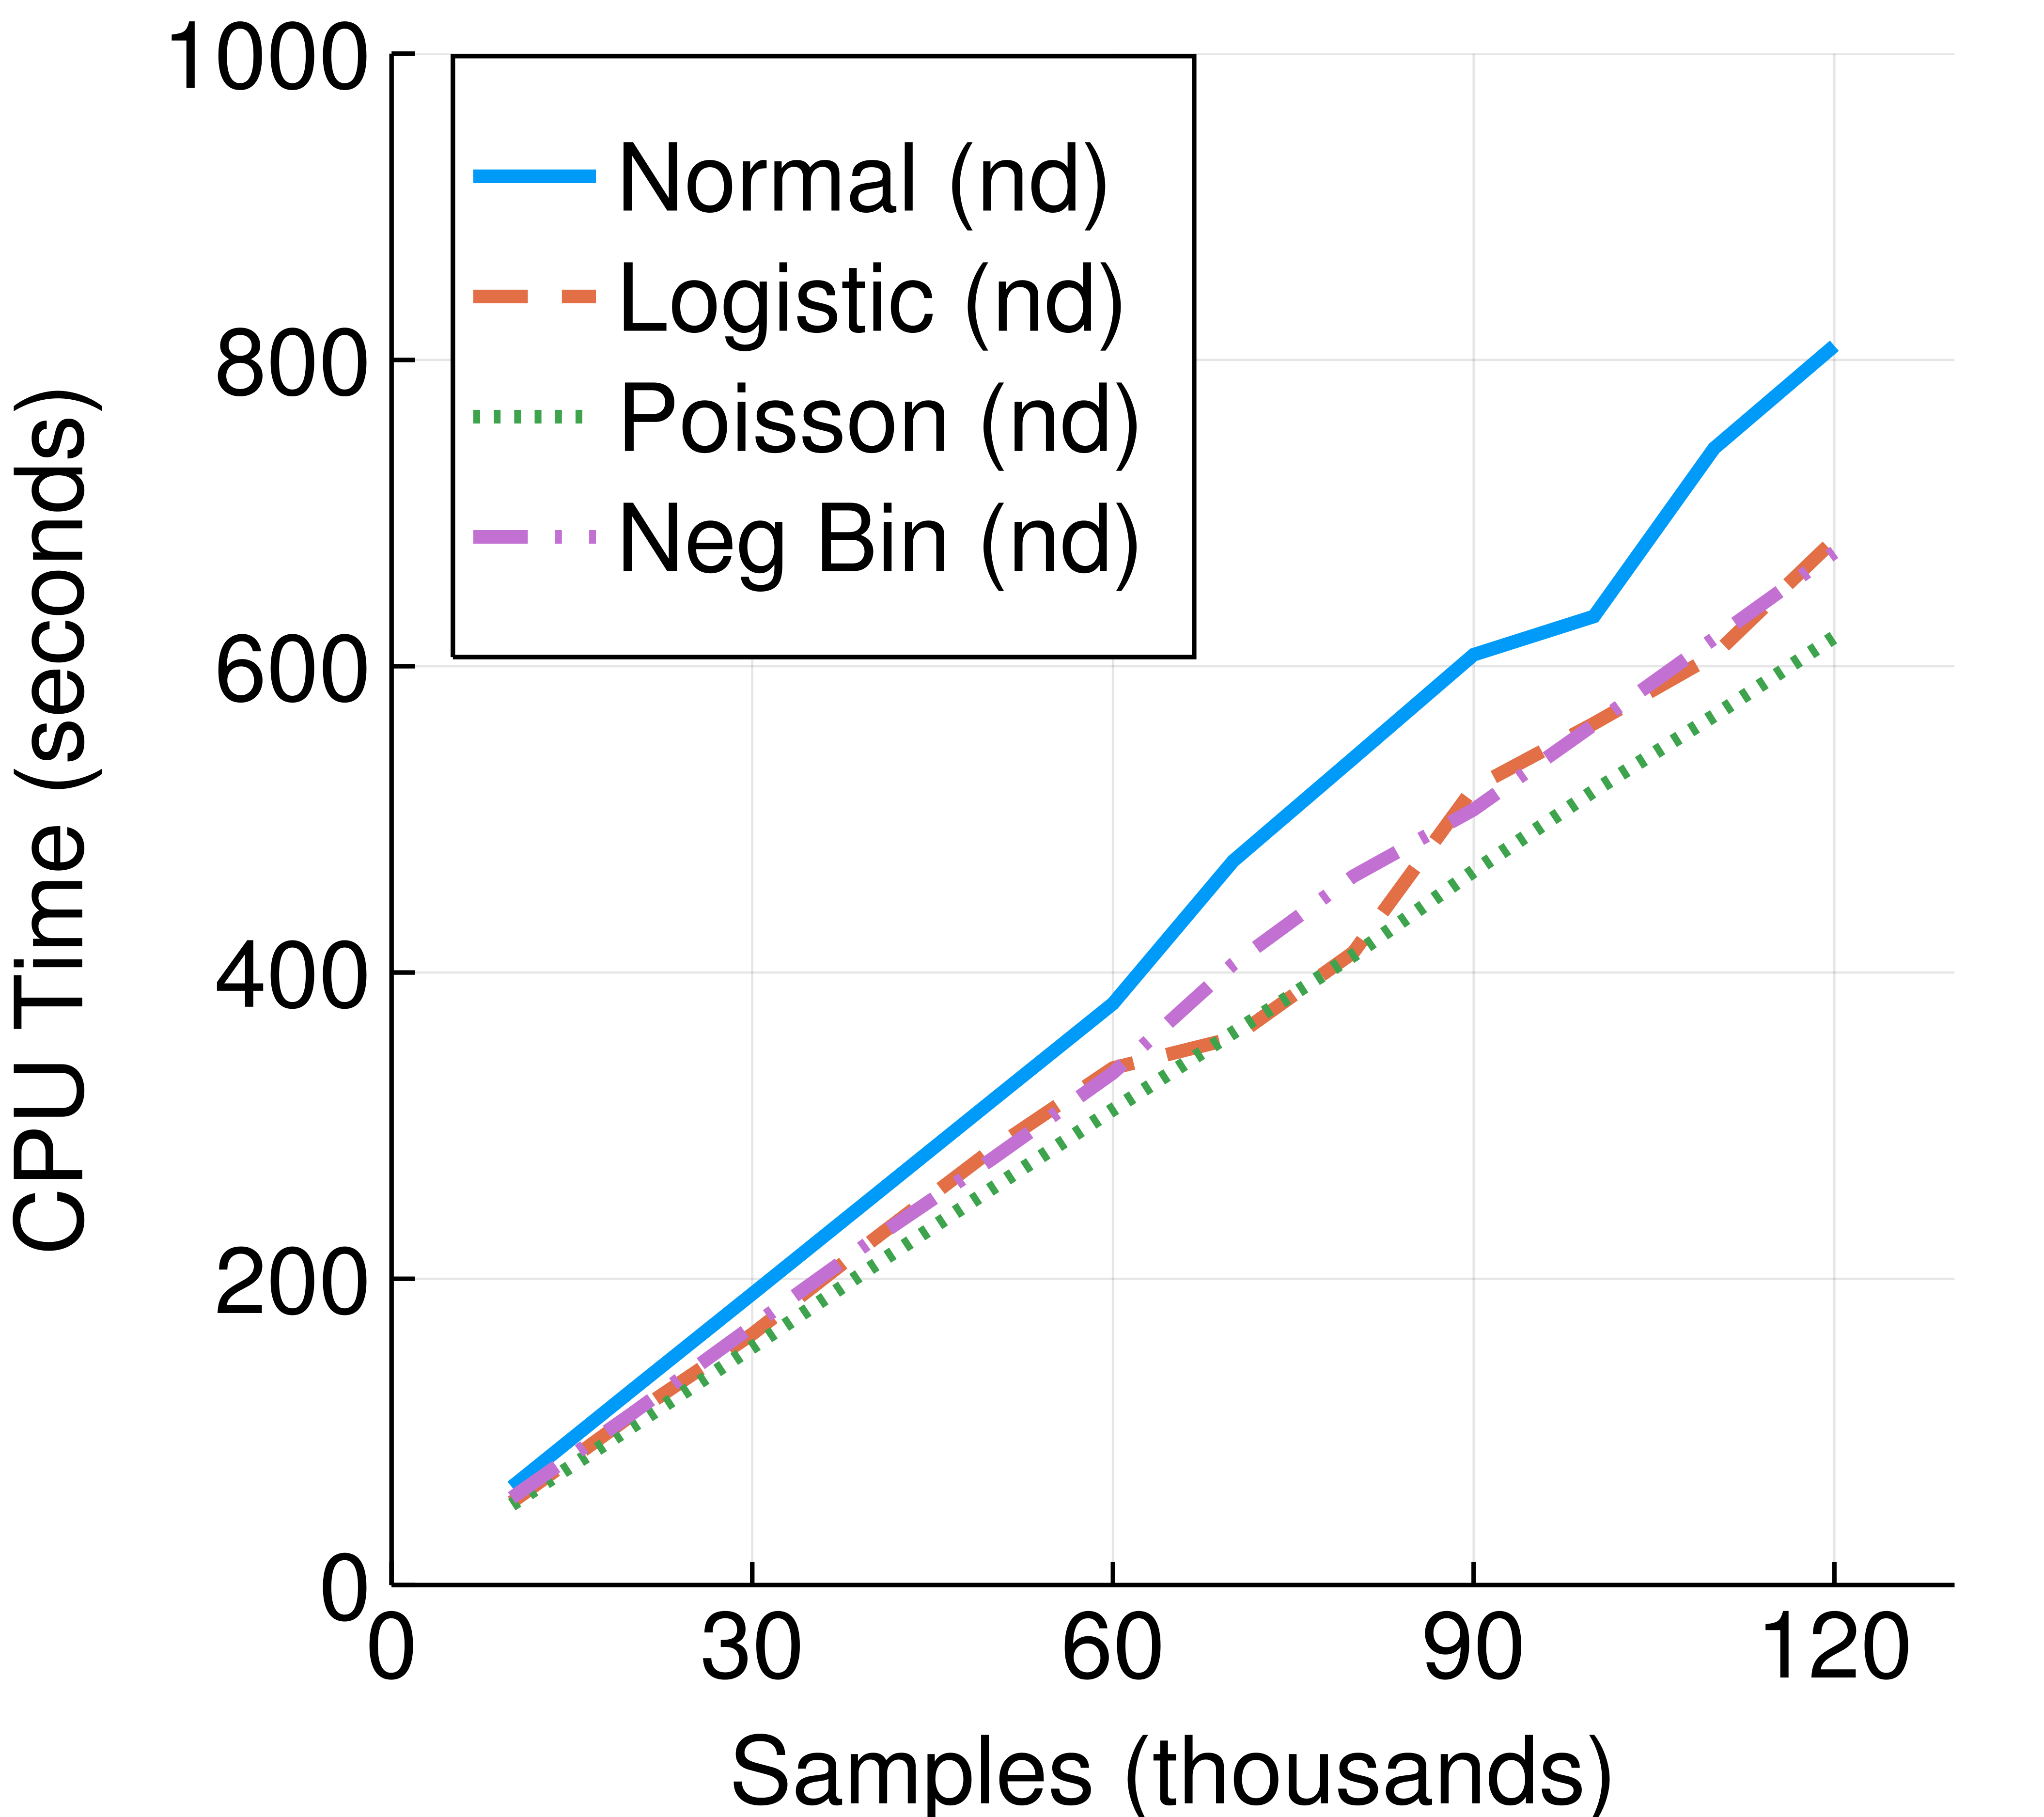 1000
800
600
400
200
0
CPU Time (seconds)
Normal (nd)
Logistic (nd)
Poisson (nd)
Neg Bin (nd)
0 30 60 90 120
Samples (thousands)